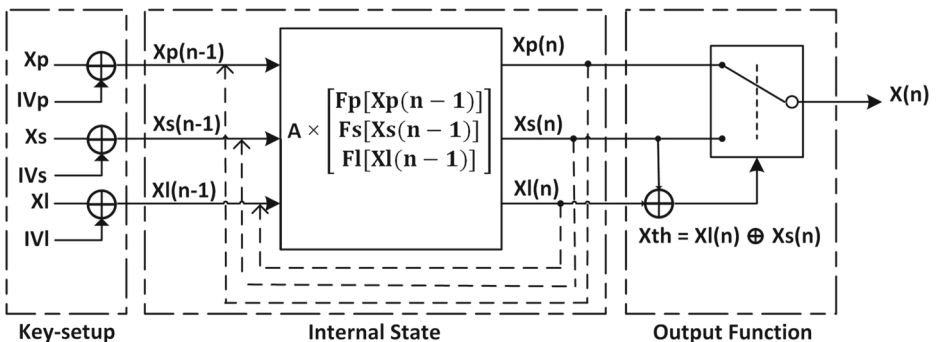 Xp
IVp
Xs
IVs
Xl
IVl
Key-setup
Xp(n-1)
Xs(n-1)
Xl(n-1)
A × [Fp[Xp(n − 1)]
Fs[Xs(n − 1)]
Fl[Xl(n − 1)]]
Xp(n)
Xs(n)
Xl(n)
Internal State
Xth = Xl(n) ⊕ Xs(n)
X(n)
Output Function